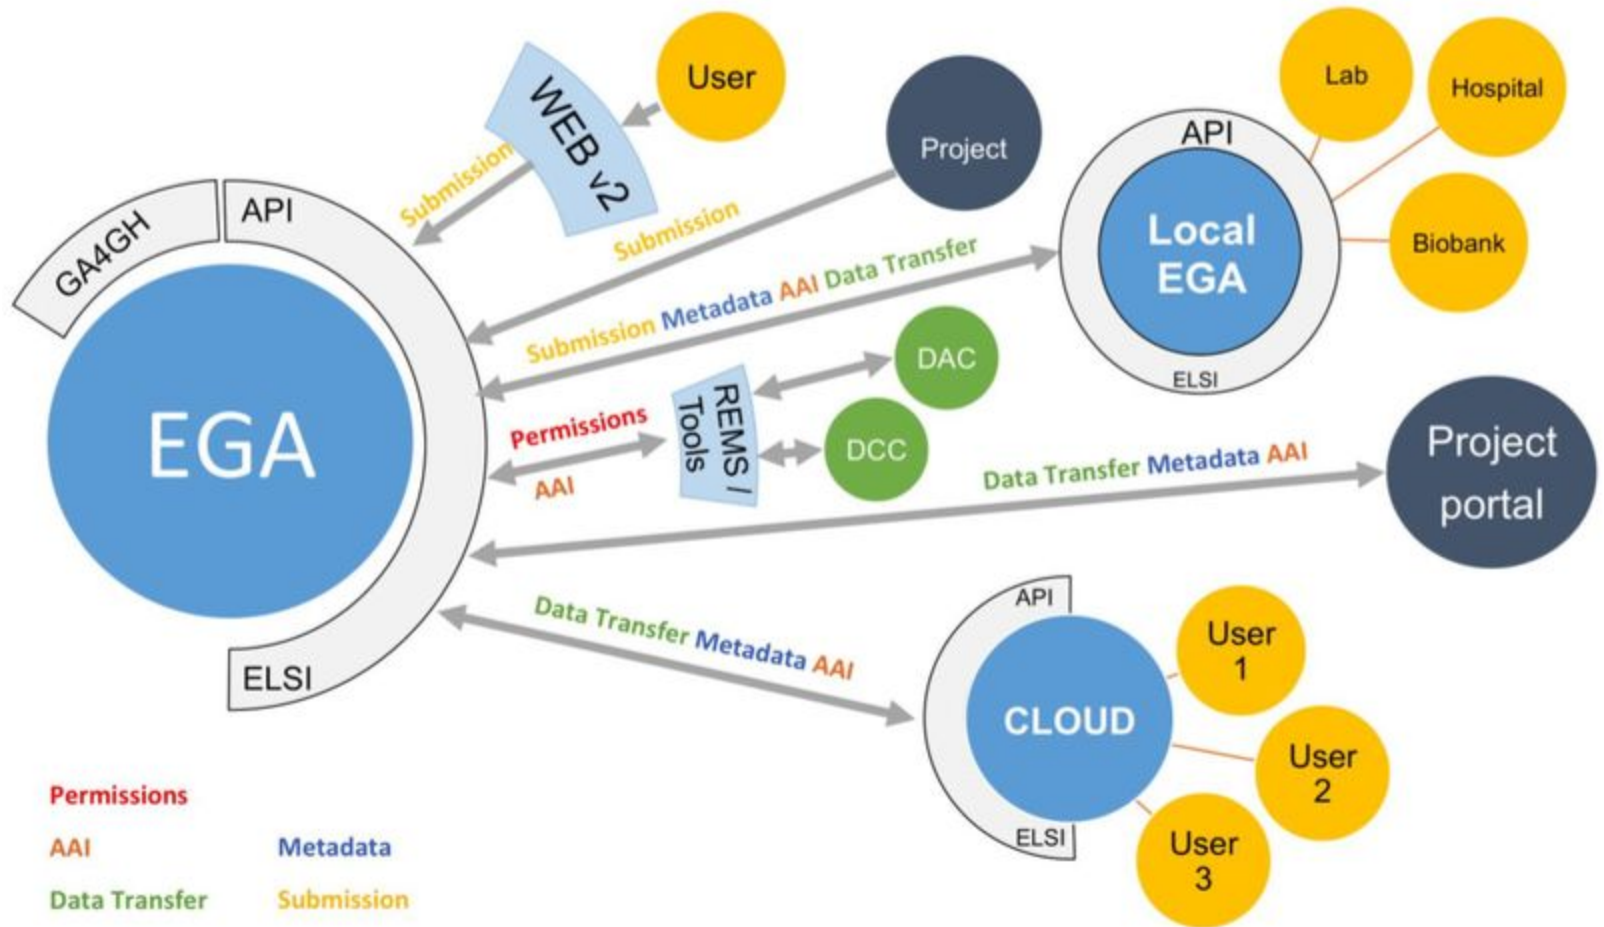 User
WEB v2
Submission
Project
Submission
Submission Metadata AAI Data Transfer
API
Local
EGA
ELSI
Lab
Hospital
Biobank
GA4GH
API
EGA
ELSI
Permissions
AAI
REMS /
Tools
DAC
DCC
Data Transfer Metadata AAI
Project
portal
Data Transfer Metadata AAI
API
CLOUD
ELSI
User
1
User
2
User
3
Permissions
AAI
Metadata
Data Transfer
Submission